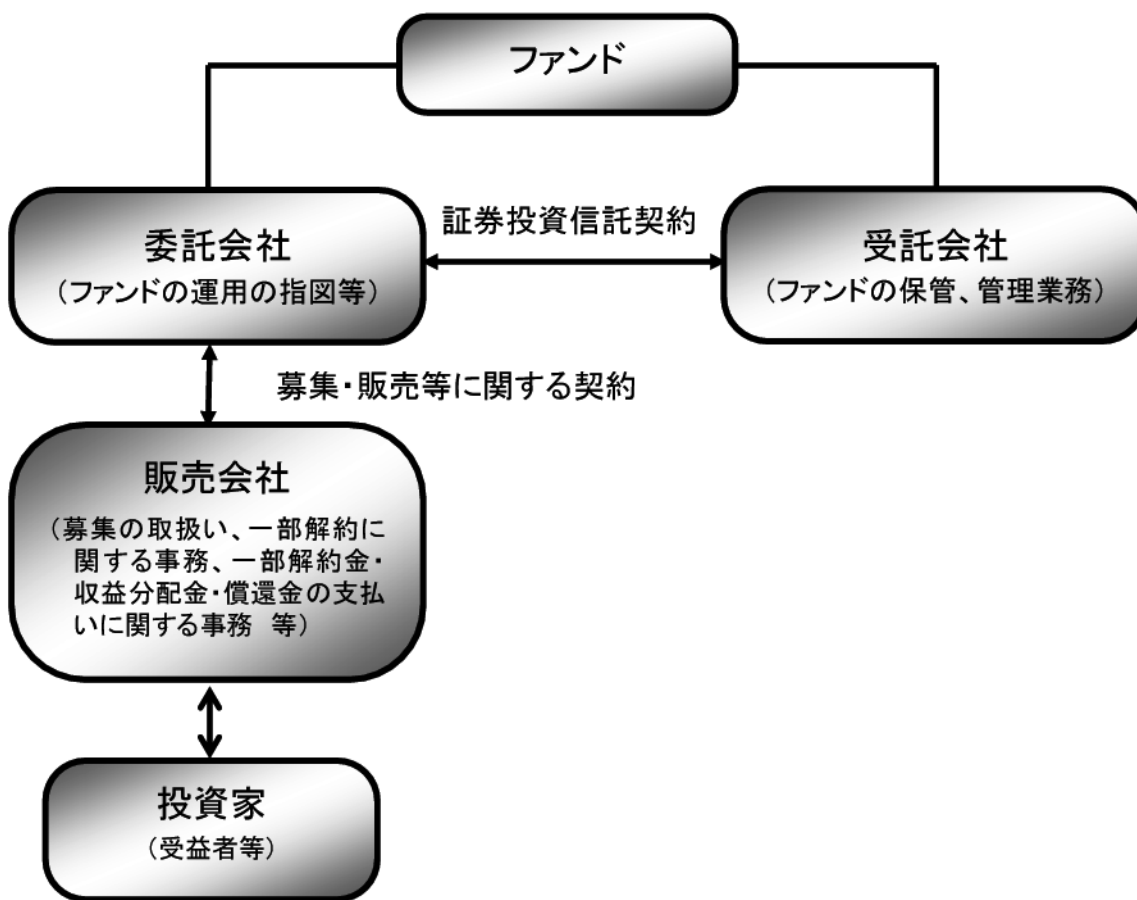 ファンド
委託会社
（ファンドの運用の指図等）
証券投資信託契約
受託会社
（ファンドの保管、管理業務）
募集・販売等に関する契約
販売会社
（募集の取扱い、一部解約に
関する事務、一部解約金・
収益分配金・償還金の支払
いに関する事務　等）
投資家
（受益者等）